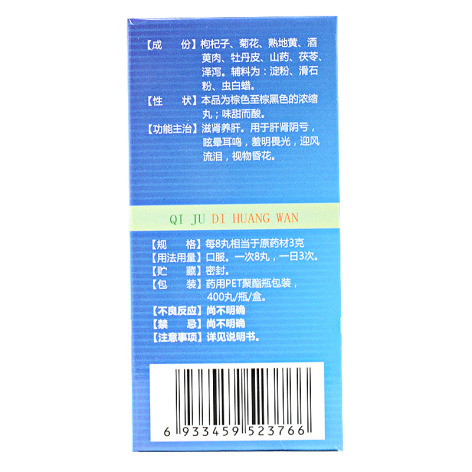 【成 份】枸杞子、菊花、熟地黄、酒
萸肉、牡丹皮、山药、茯苓、
泽泻。辅料为：淀粉、滑石
粉、虫白蜡。
【性 状】本品为棕色至棕黑色的浓缩
丸；味甜而酸。
【功能主治】滋肾养肝。用于肝肾阴亏，
眩晕耳鸣，羞明畏光，迎风
流泪，视物昏花。
QI JU DI HUANG WAN
【规 格】每8丸相当于原药材3克
【用法用量】口服。一次8丸，一日3次。
【贮 藏】密封。
【包 装】药用PET聚酯瓶包装，
400丸/瓶/盒。
【不良反应】尚不明确
【禁 忌】尚不明确
【注意事项】详见说明书。
6 933459 523766